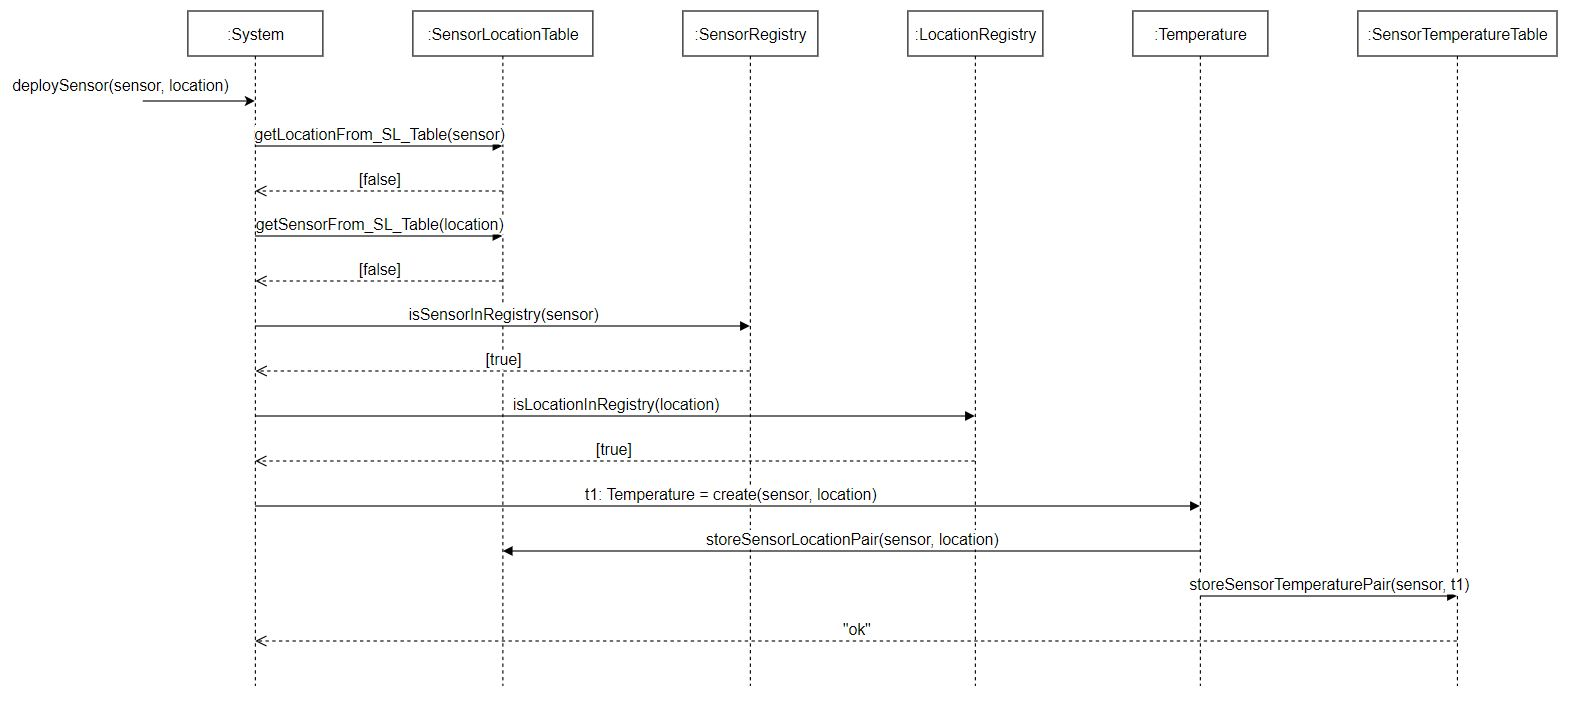 :System
:SensorLocationTable
:SensorRegistry
:LocationRegistry
:Temperature
:SensorTemperatureTable
deploySensor(sensor, location)
getLocationFrom_SL_Table(sensor)
[false]
getSensorFrom_SL_Table(location)
[false]
isSensorInRegistry(sensor)
[true]
isLocationInRegistry(location)
[true]
t1: Temperature = create(sensor, location)
storeSensorLocationPair(sensor, location)
storeSensorTemperaturePair(sensor, t1)
"ok"